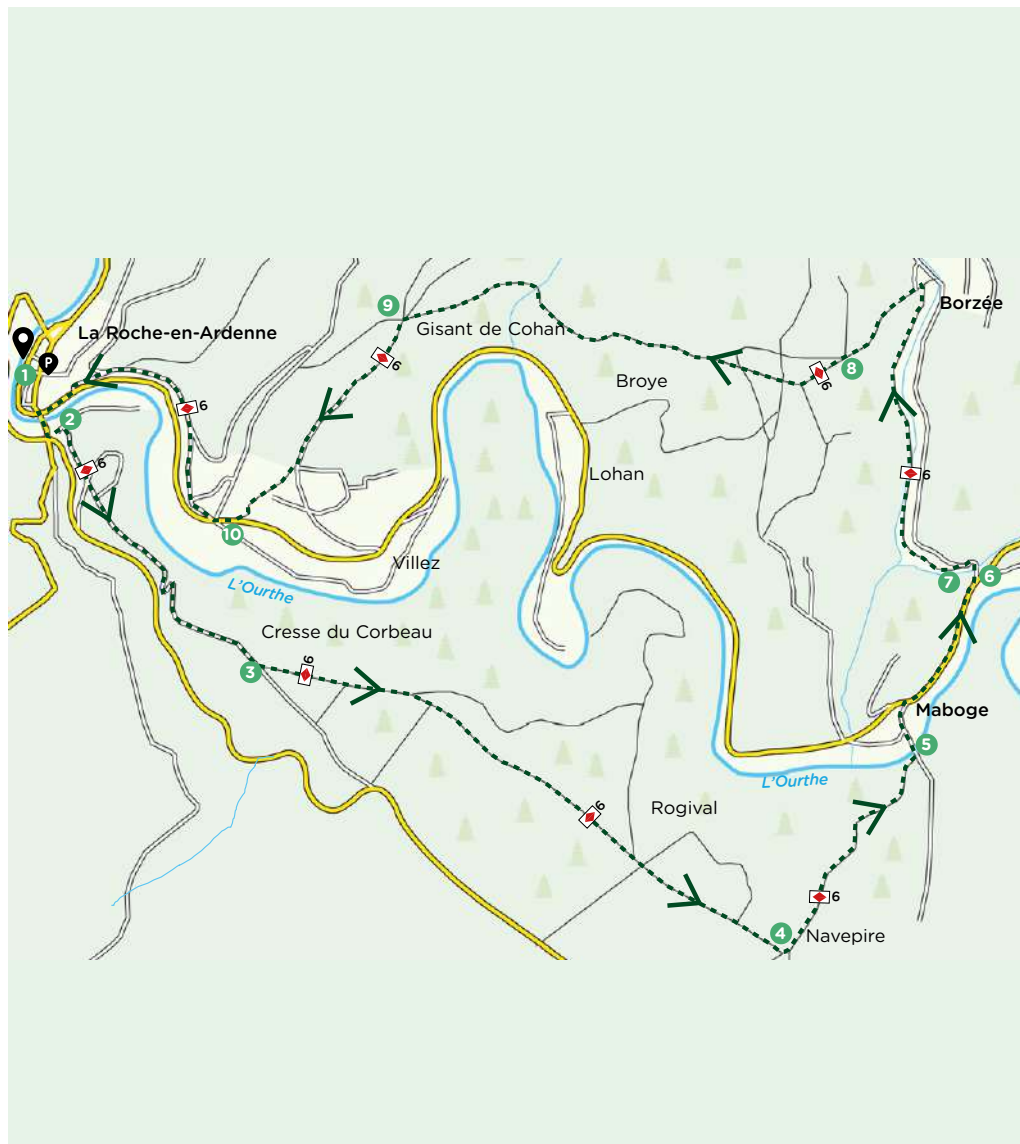 9
Gisant de Cohan
Borzée
La Roche-en-Ardenne
P
1
6
8
6
Broye
2
6
6
Lohan
6
10
Villez
7
6
L'Ourthe
Cresse du Corbeau
3
6
Maboge
5
L'Ourthe
6
Rogival
6
4
Navepire